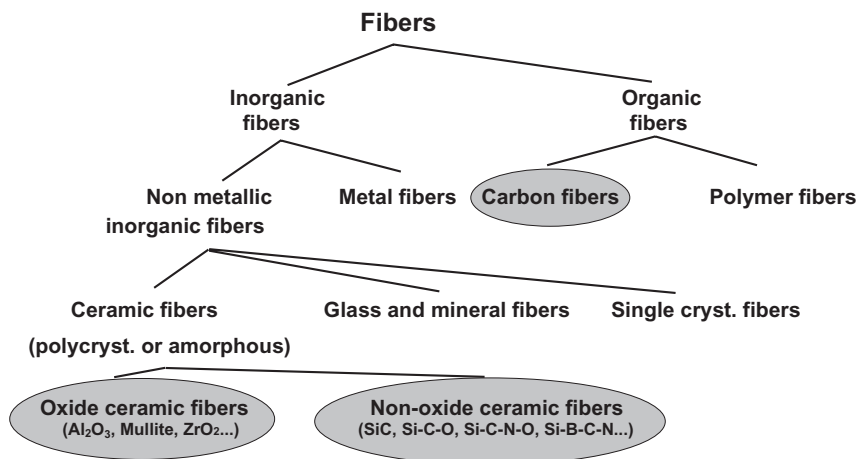 Fibers
Inorganic
fibers
Organic
fibers
Non metallic
inorganic fibers
Metal fibers
Carbon fibers
Polymer fibers
Ceramic fibers
(polycryst. or amorphous)
Glass and mineral fibers
Single cryst. fibers
Oxide ceramic fibers
(Al₂O₃, Mullite, ZrO₂...)
Non-oxide ceramic fibers
(SiC, Si-C-O, Si-C-N-O, Si-B-C-N...)